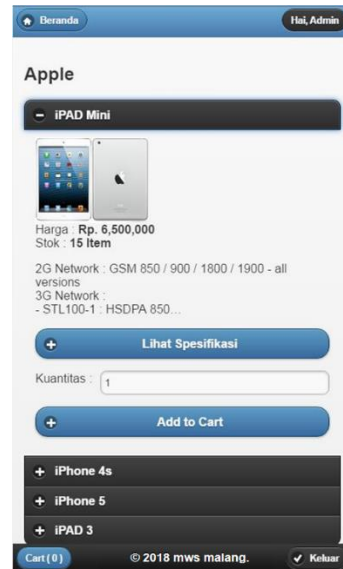 Beranda
Hai, Admin
Apple
iPAD Mini
Harga : Rp. 6,500,000
Stok : 15 Item
2G Network : GSM 850 / 900 / 1800 / 1900 - all
versions
3G Network :
- STL100-1 : HSDPA 850...
Lihat Spesifikasi
Kuantitas :
1
Add to Cart
iPhone 4s
iPhone 5
iPAD 3
Cart ( 0 )
© 2018 mws malang.
Keluar